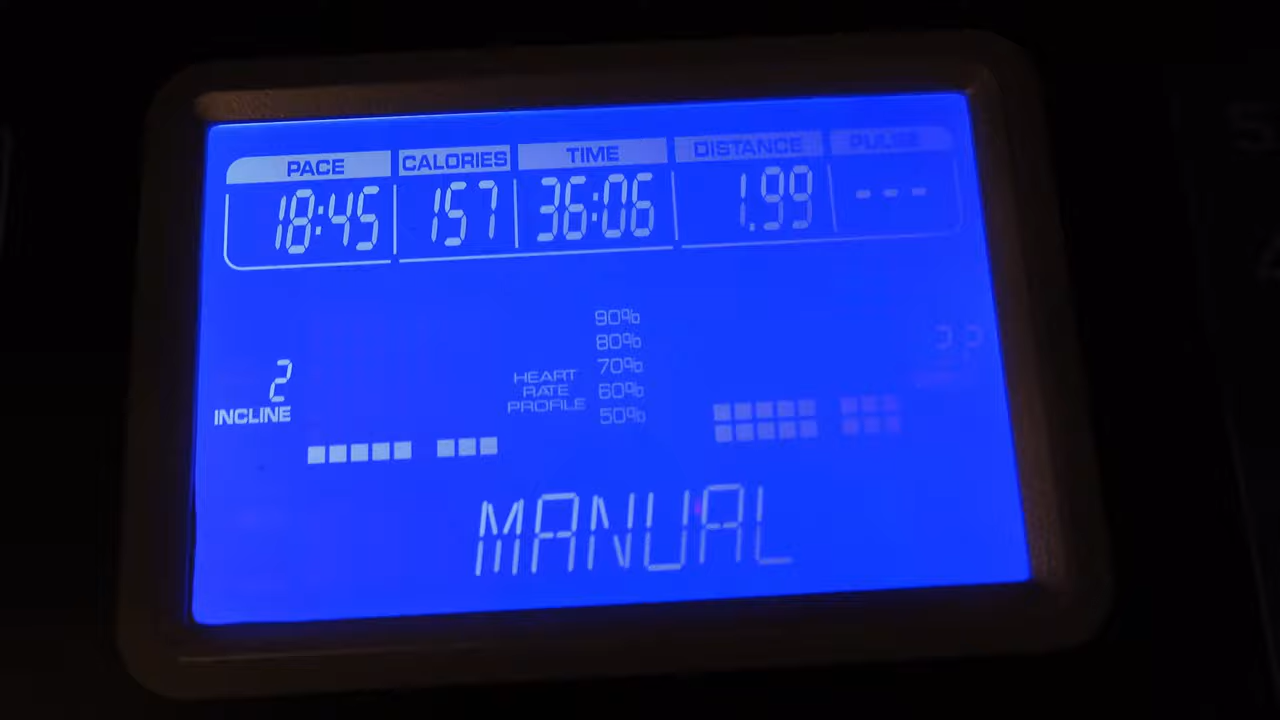 PACE CALORIES TIME DISTANCE PULSE
18:45 157 36:06 1.99 ---
90%
80%
70%
60%
50%
HEART
RATE
PROFILE
2
INCLINE
MANUAL